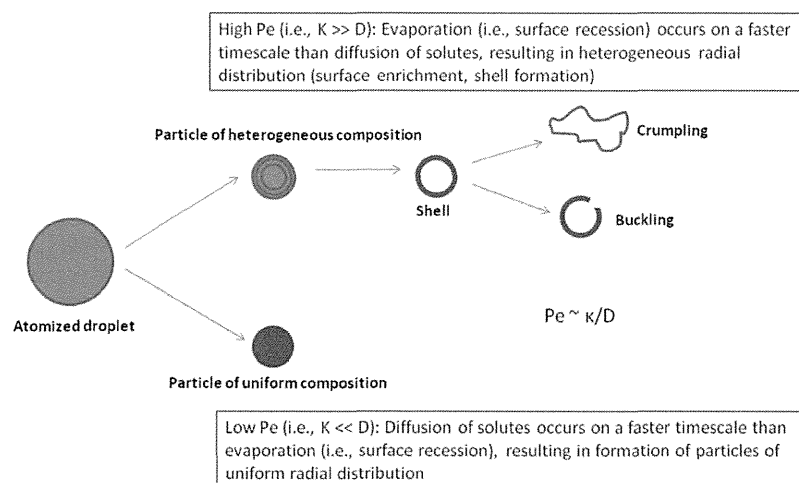 High Pe (i.e., K >> D): Evaporation (i.e., surface recession) occurs on a faster
timescale than diffusion of solutes, resulting in heterogeneous radial
distribution (surface enrichment, shell formation)
Particle of heterogeneous composition
Crumpling
Shell
Buckling
Atomized droplet
Pe ~ κ/D
Particle of uniform composition
Low Pe (i.e., K << D): Diffusion of solutes occurs on a faster timescale than
evaporation (i.e., surface recession), resulting in formation of particles of
uniform radial distribution